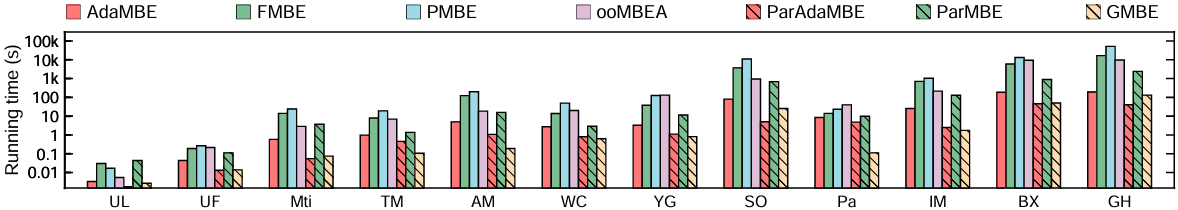 AdaMBE FMBE PMBE ooMBEA ParAdaMBE ParMBE GMBE
Running time (s)
100k
10k
1k
100
10
1
0.1
0.01
UL UF Mti TM AM WC YG SO Pa IM BX GH